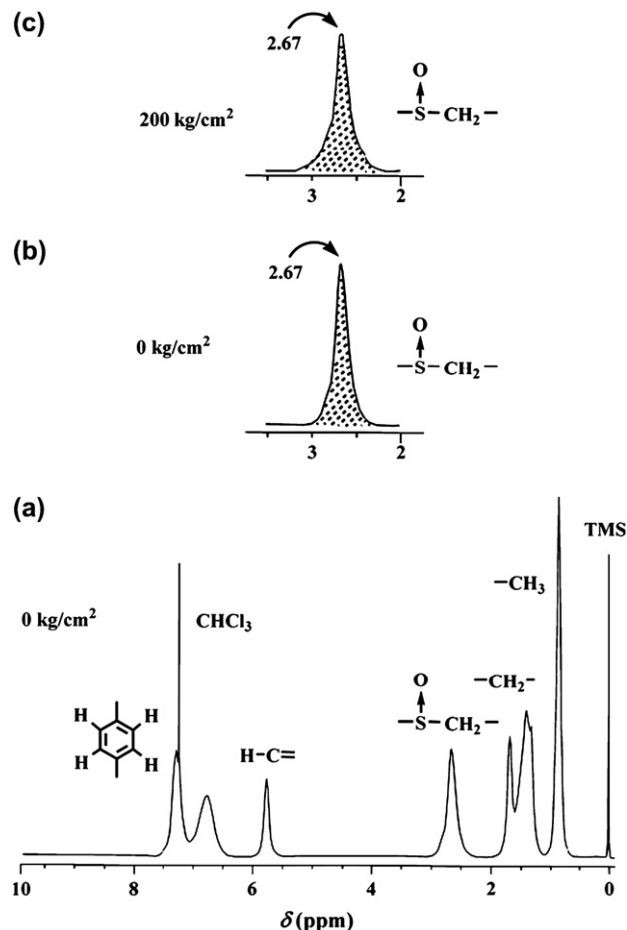 (c)
2.67
O
200 kg/cm²
S CH₂
3 2
(b)
2.67
O
0 kg/cm²
S CH₂
3 2
(a)
TMS
–CH₃
0 kg/cm²
CHCl₃
O
–CH₂–
S CH₂
H H
H–C=
H H
10 8 6 4 2 0
δ (ppm)